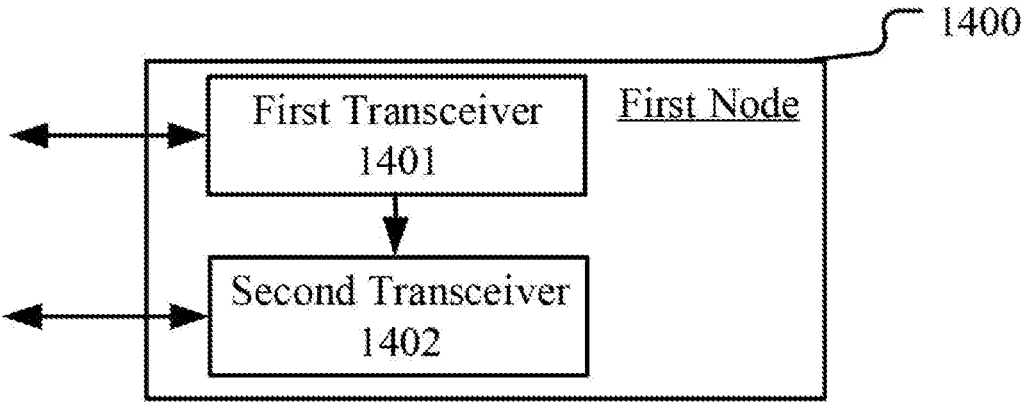 1400
First Transceiver
1401
First Node
Second Transceiver
1402